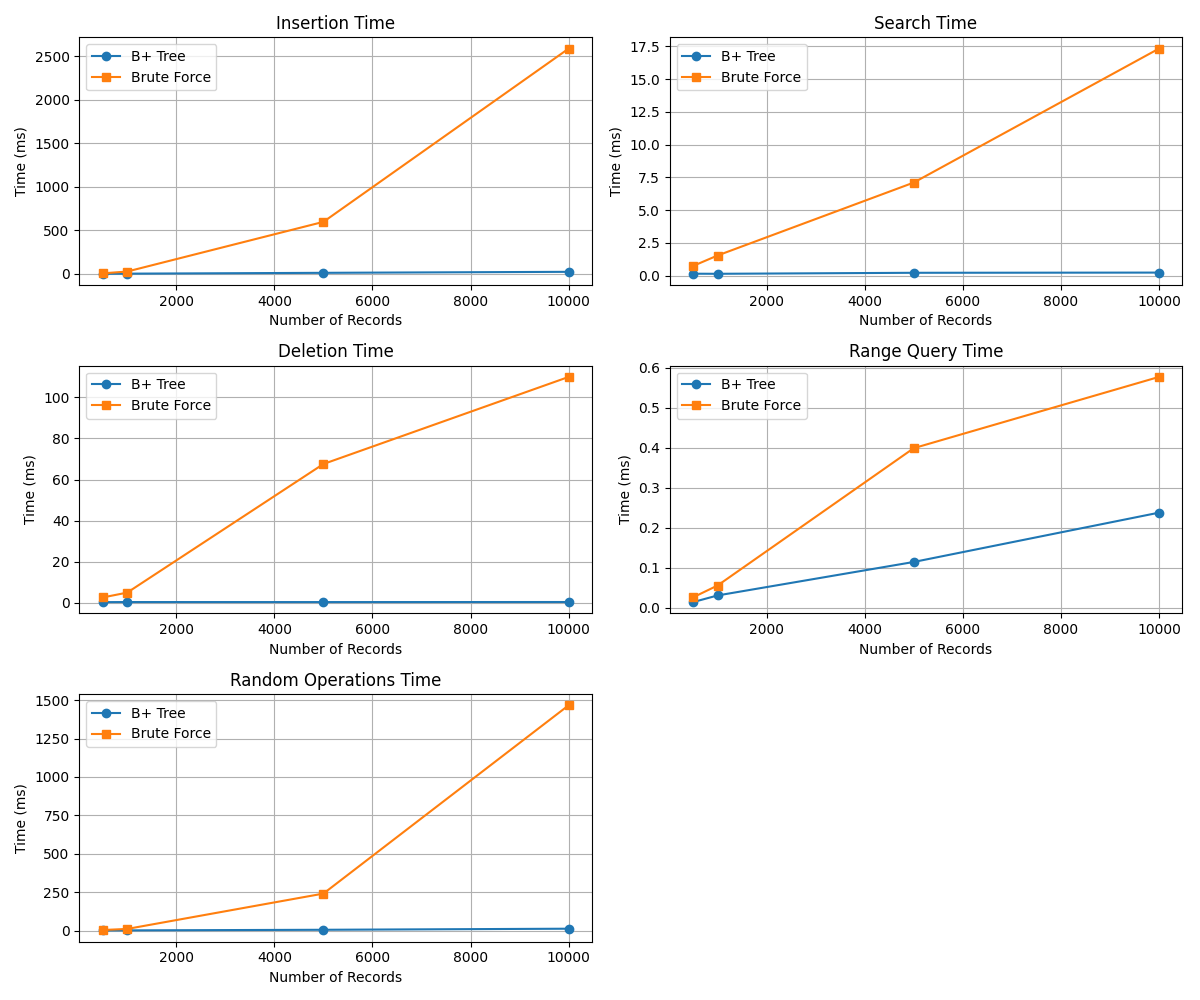 Insertion Time
B+ Tree
Brute Force
Time (ms)
2500
2000
1500
1000
500
0
2000 4000 6000 8000 10000
Number of Records
Search Time
B+ Tree
Brute Force
Time (ms)
17.5
15.0
12.5
10.0
7.5
5.0
2.5
0.0
2000 4000 6000 8000 10000
Number of Records
Deletion Time
B+ Tree
Brute Force
Time (ms)
100
80
60
40
20
0
2000 4000 6000 8000 10000
Number of Records
Range Query Time
B+ Tree
Brute Force
Time (ms)
0.6
0.5
0.4
0.3
0.2
0.1
0.0
2000 4000 6000 8000 10000
Number of Records
Random Operations Time
B+ Tree
Brute Force
Time (ms)
1500
1250
1000
750
500
250
0
2000 4000 6000 8000 10000
Number of Records